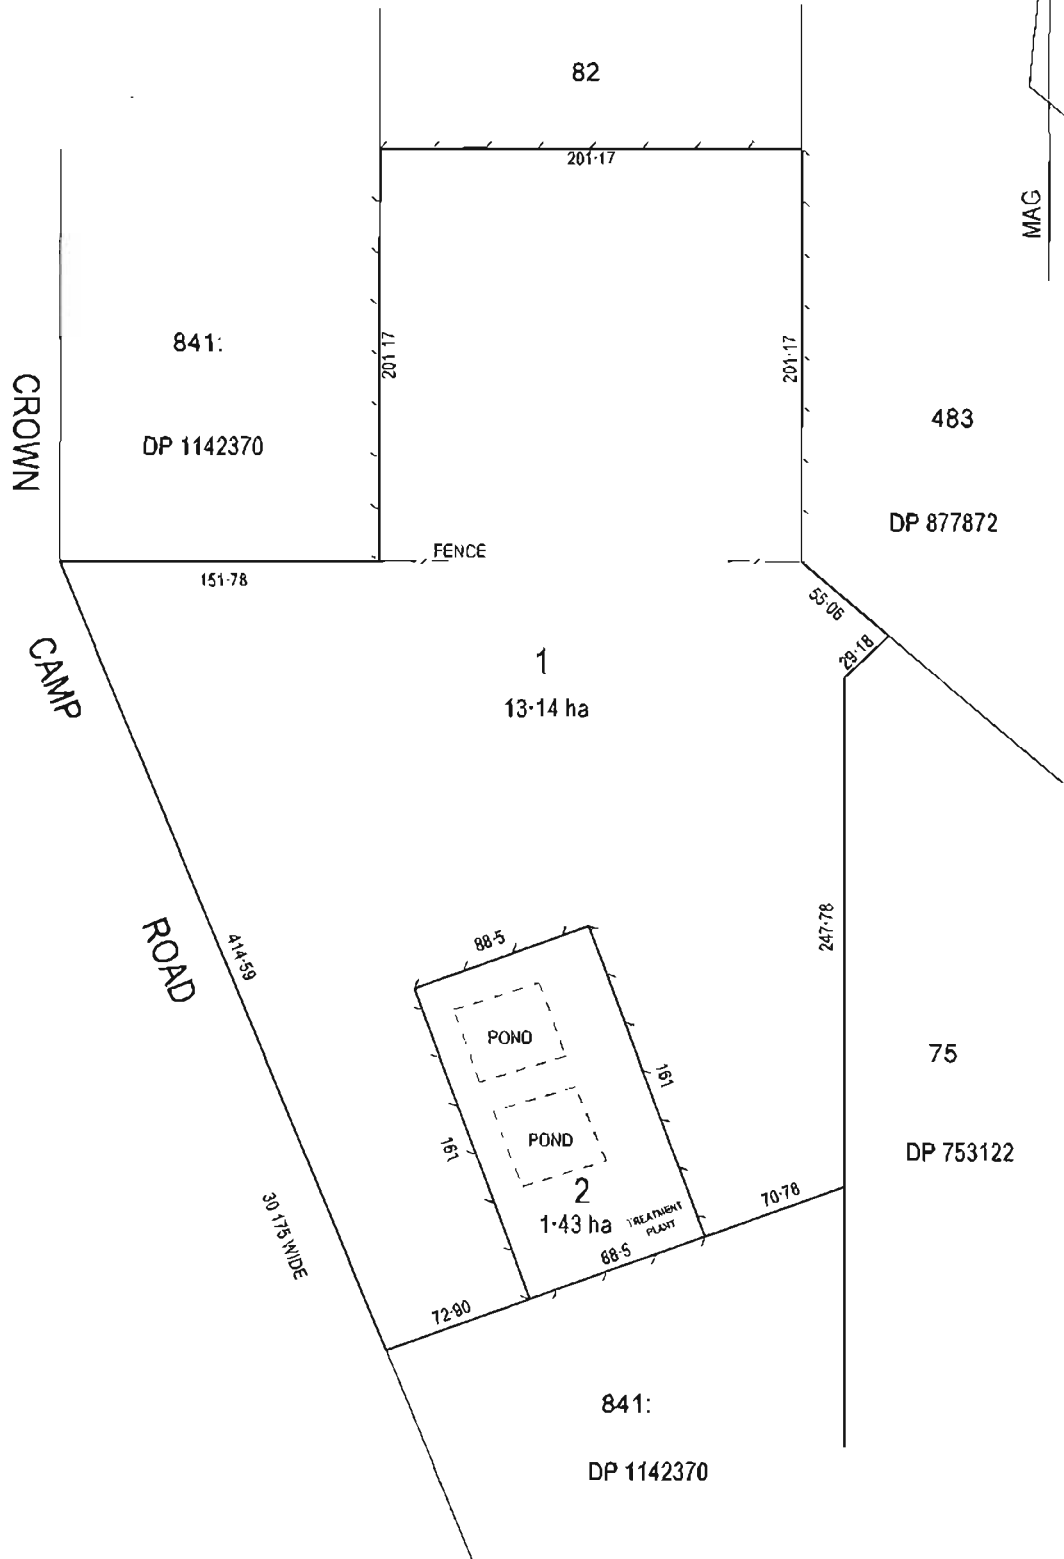 82
201·17
MAG
841:
201·17
201·17
CROWN
DP 1142370
483
DP 877872
FENCE
151·78
55·06
29·18
CAMP
1
13·14 ha
ROAD
414·59
88·5
247·78
POND
75
161
POND
161
DP 753122
2
1·43 ha
TREATMENT
PLANT
70·78
30·175 WIDE
88·5
72·90
841:
DP 1142370